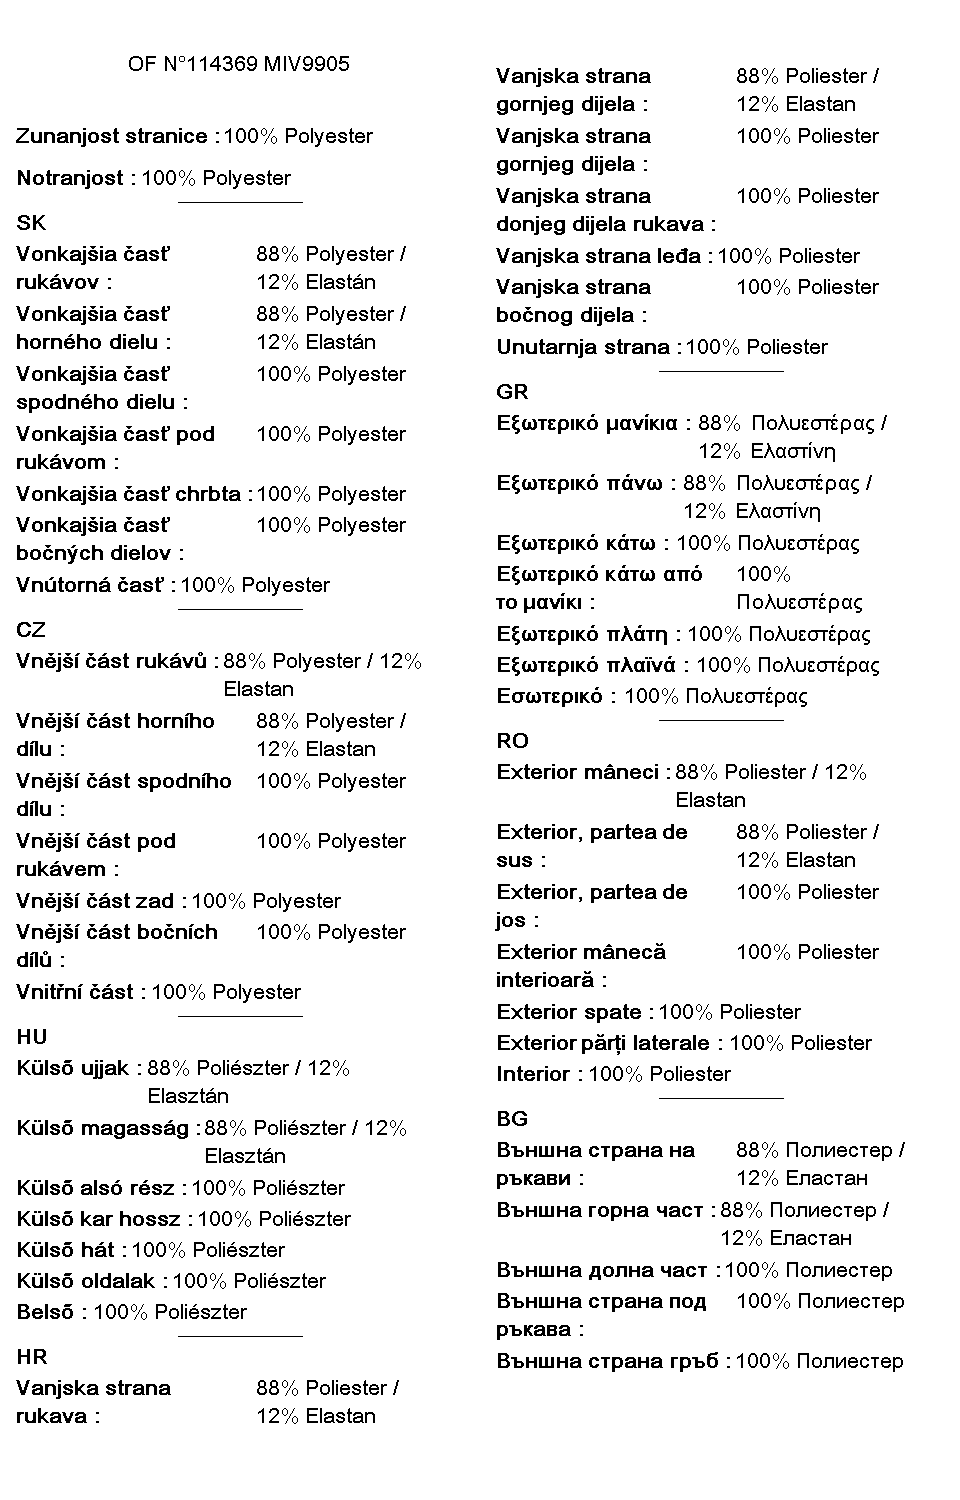 OF N°114369 MIV9905
Zunanjost stranice : 100% Polyester
Notranjost : 100% Polyester
SK
Vonkajšia časť 88% Polyester /
rukávov : 12% Elastán
Vonkajšia časť 88% Polyester /
horného dielu : 12% Elastán
Vonkajšia časť 100% Polyester
spodného dielu :
Vonkajšia časť pod 100% Polyester
rukávom :
Vonkajšia časť chrbta : 100% Polyester
Vonkajšia časť 100% Polyester
bočných dielov :
Vnútorná časť : 100% Polyester
CZ
Vnější část rukávů : 88% Polyester / 12%
Elastan
Vnější část horního 88% Polyester /
dílu : 12% Elastan
Vnější část spodního 100% Polyester
dílu :
Vnější část pod 100% Polyester
rukávem :
Vnější část zad : 100% Polyester
Vnější část bočních 100% Polyester
dílů :
Vnitřní část : 100% Polyester
HU
Külsõ ujjak : 88% Poliészter / 12%
Elasztán
Külsõ magasság : 88% Poliészter / 12%
Elasztán
Külsõ alsó rész : 100% Poliészter
Külsõ kar hossz : 100% Poliészter
Külsõ hát : 100% Poliészter
Külsõ oldalak : 100% Poliészter
Belsõ : 100% Poliészter
HR
Vanjska strana 88% Poliester /
rukava : 12% Elastan
Vanjska strana 88% Poliester /
gornjeg dijela : 12% Elastan
Vanjska strana 100% Poliester
gornjeg dijela :
Vanjska strana 100% Poliester
donjeg dijela rukava :
Vanjska strana leđa : 100% Poliester
Vanjska strana 100% Poliester
bočnog dijela :
Unutarnja strana : 100% Poliester
GR
Εξωτερικό μανίκια : 88% Πολυεστέρας /
12% Ελαστίνη
Εξωτερικό πάνω : 88% Πολυεστέρας /
12% Ελαστίνη
Εξωτερικό κάτω : 100% Πολυεστέρας
Εξωτερικό κάτω από 100%
το μανίκι : Πολυεστέρας
Εξωτερικό πλάτη : 100% Πολυεστέρας
Εξωτερικό πλαϊνά : 100% Πολυεστέρας
Εσωτερικό : 100% Πολυεστέρας
RO
Exterior mâneci : 88% Poliester / 12%
Elastan
Exterior, partea de 88% Poliester /
sus : 12% Elastan
Exterior, partea de 100% Poliester
jos :
Exterior mânecă 100% Poliester
interioară :
Exterior spate : 100% Poliester
Exterior părți laterale : 100% Poliester
Interior : 100% Poliester
BG
Външна страна на 88% Полиестер /
ръкави : 12% Еластан
Външна горна част : 88% Полиестер /
12% Еластан
Външна долна част : 100% Полиестер
Външна страна под 100% Полиестер
ръкава :
Външна страна гръб : 100% Полиестер